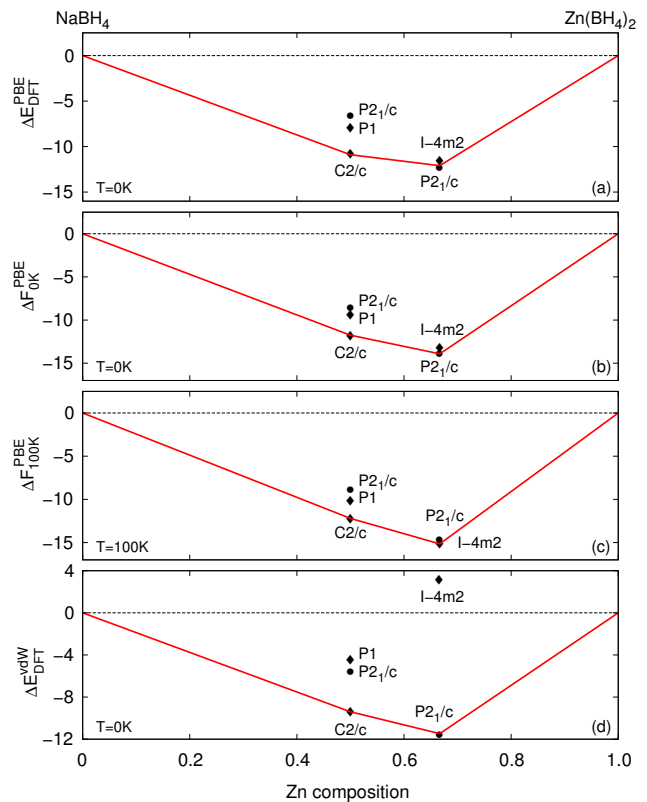 NaBH₄ Zn(BH₄)₂
0
−5
−10
−15
ΔE_DFT^PBE
P2₁/c
P1
C2/c
I−4m2
P2₁/c
T=0K
(a)
0
−5
−10
−15
ΔF_0K^PBE
P2₁/c
P1
C2/c
I−4m2
P2₁/c
T=0K
(b)
0
−5
−10
−15
ΔF_100K^PBE
P2₁/c
P1
C2/c
P2₁/c
I−4m2
T=100K
(c)
4
0
−4
−8
−12
ΔE_DFT^vdW
I−4m2
P1
P2₁/c
C2/c
P2₁/c
T=0K
(d)
0 0.2 0.4 0.6 0.8 1.0
Zn composition